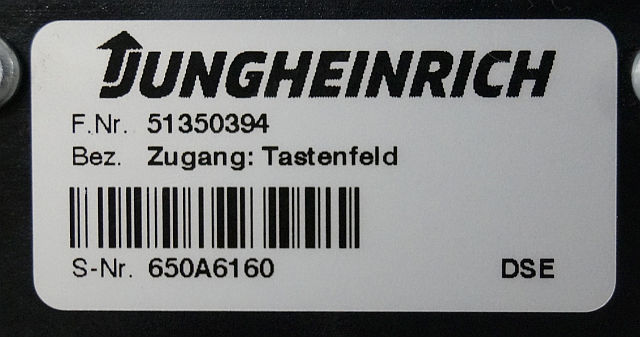 JUNGHEINRICH
F.Nr. 51350394
Bez. Zugang: Tastenfeld
S-Nr. 650A6160 DSE